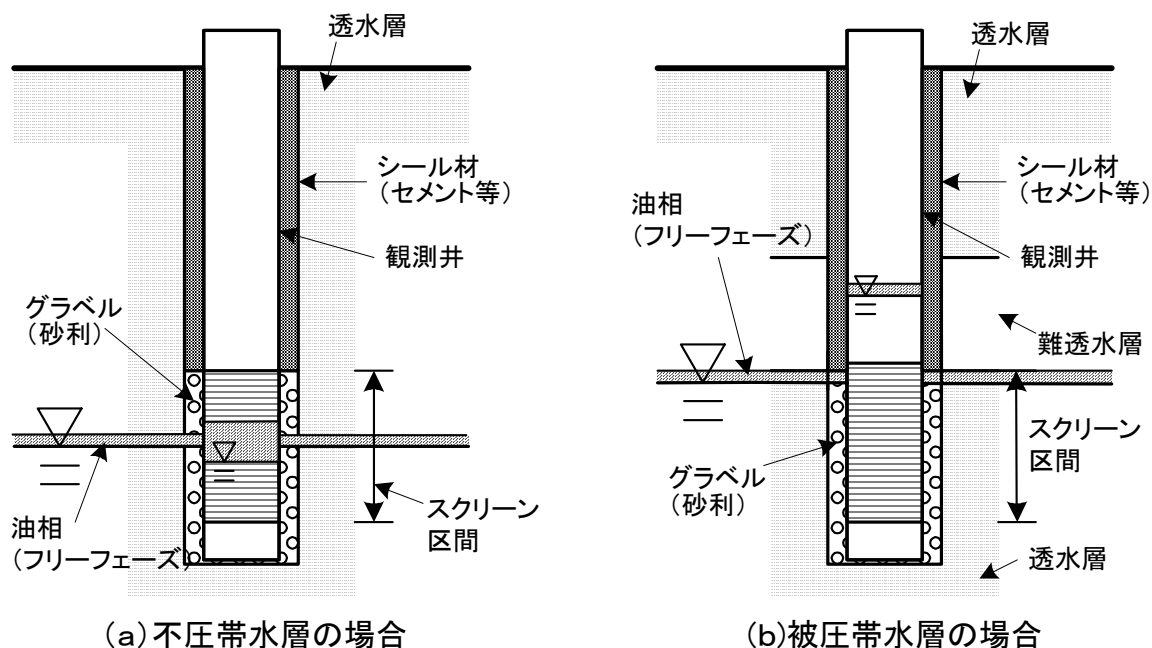 透水層
シール材
(セメント等)
観測井
グラベル
(砂利)
スクリーン
区間
油相
(フリーフェーズ)
(a)不圧帯水層の場合
透水層
シール材
(セメント等)
油相
(フリーフェーズ)
観測井
難透水層
スクリーン
区間
グラベル
(砂利)
透水層
(b)被圧帯水層の場合